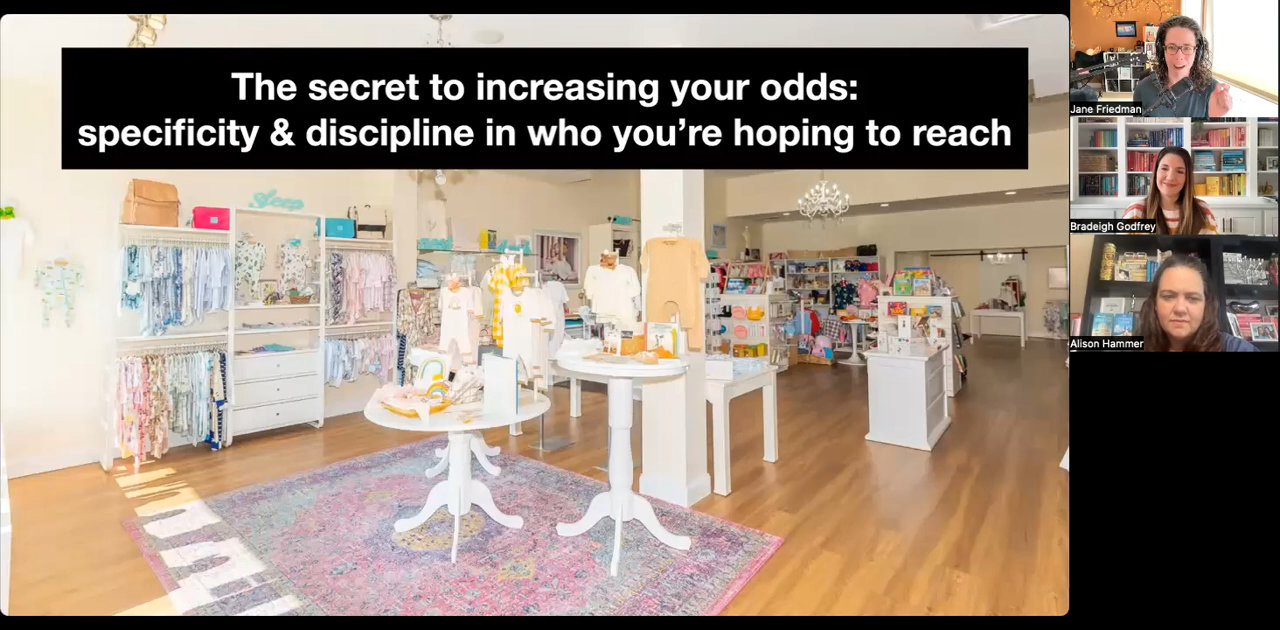 The secret to increasing your odds:
specificity & discipline in who you’re hoping to reach
Sleep
Jane Friedman
Bradeigh Godfrey
Alison Hammer